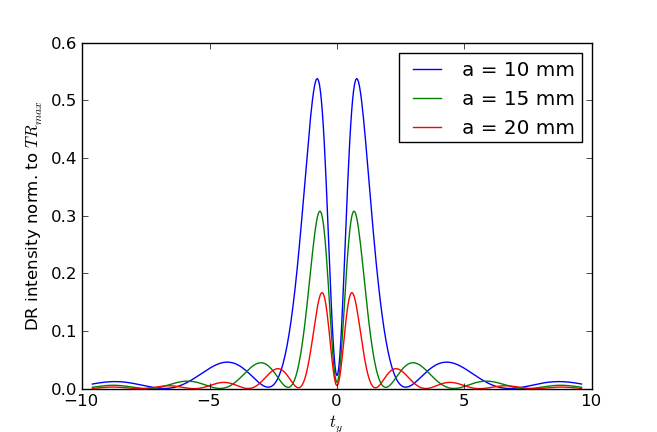 0.6
0.5
0.4
0.3
0.2
0.1
0.0
−10
−5
0
5
10
DR intensity norm. to TR_max
t_y
a = 10 mm
a = 15 mm
a = 20 mm